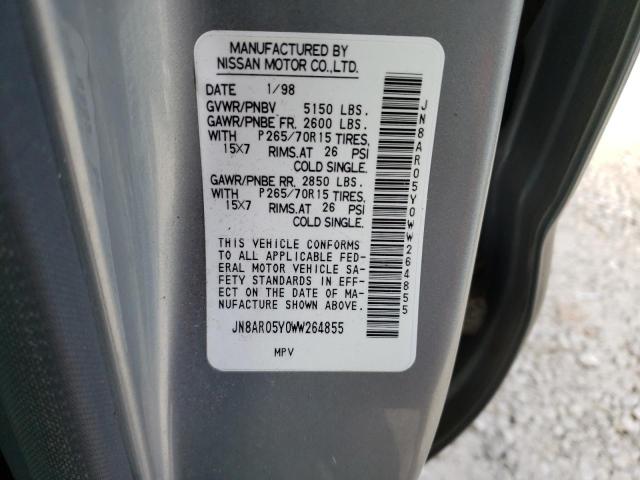 MANUFACTURED BY
NISSAN MOTOR CO.,LTD.
DATE 1/98
GVWR/PNBV 5150 LBS.
GAWR/PNBE FR. 2600 LBS.
WITH P265/70R15 TIRES,
15X7 RIMS.AT 26 PSI
COLD SINGLE.
GAWR/PNBE RR. 2850 LBS.
WITH P265/70R15 TIRES,
15X7 RIMS.AT 26 PSI
COLD SINGLE.
THIS VEHICLE CONFORMS
TO ALL APPLICABLE FED-
ERAL MOTOR VEHICLE SA-
FETY STANDARDS IN EFF-
ECT ON THE DATE OF MA-
NUFACTURE SHOWN ABOVE.
JN8AR05Y0WW264855
MPV
JN8AR05Y0WW264855